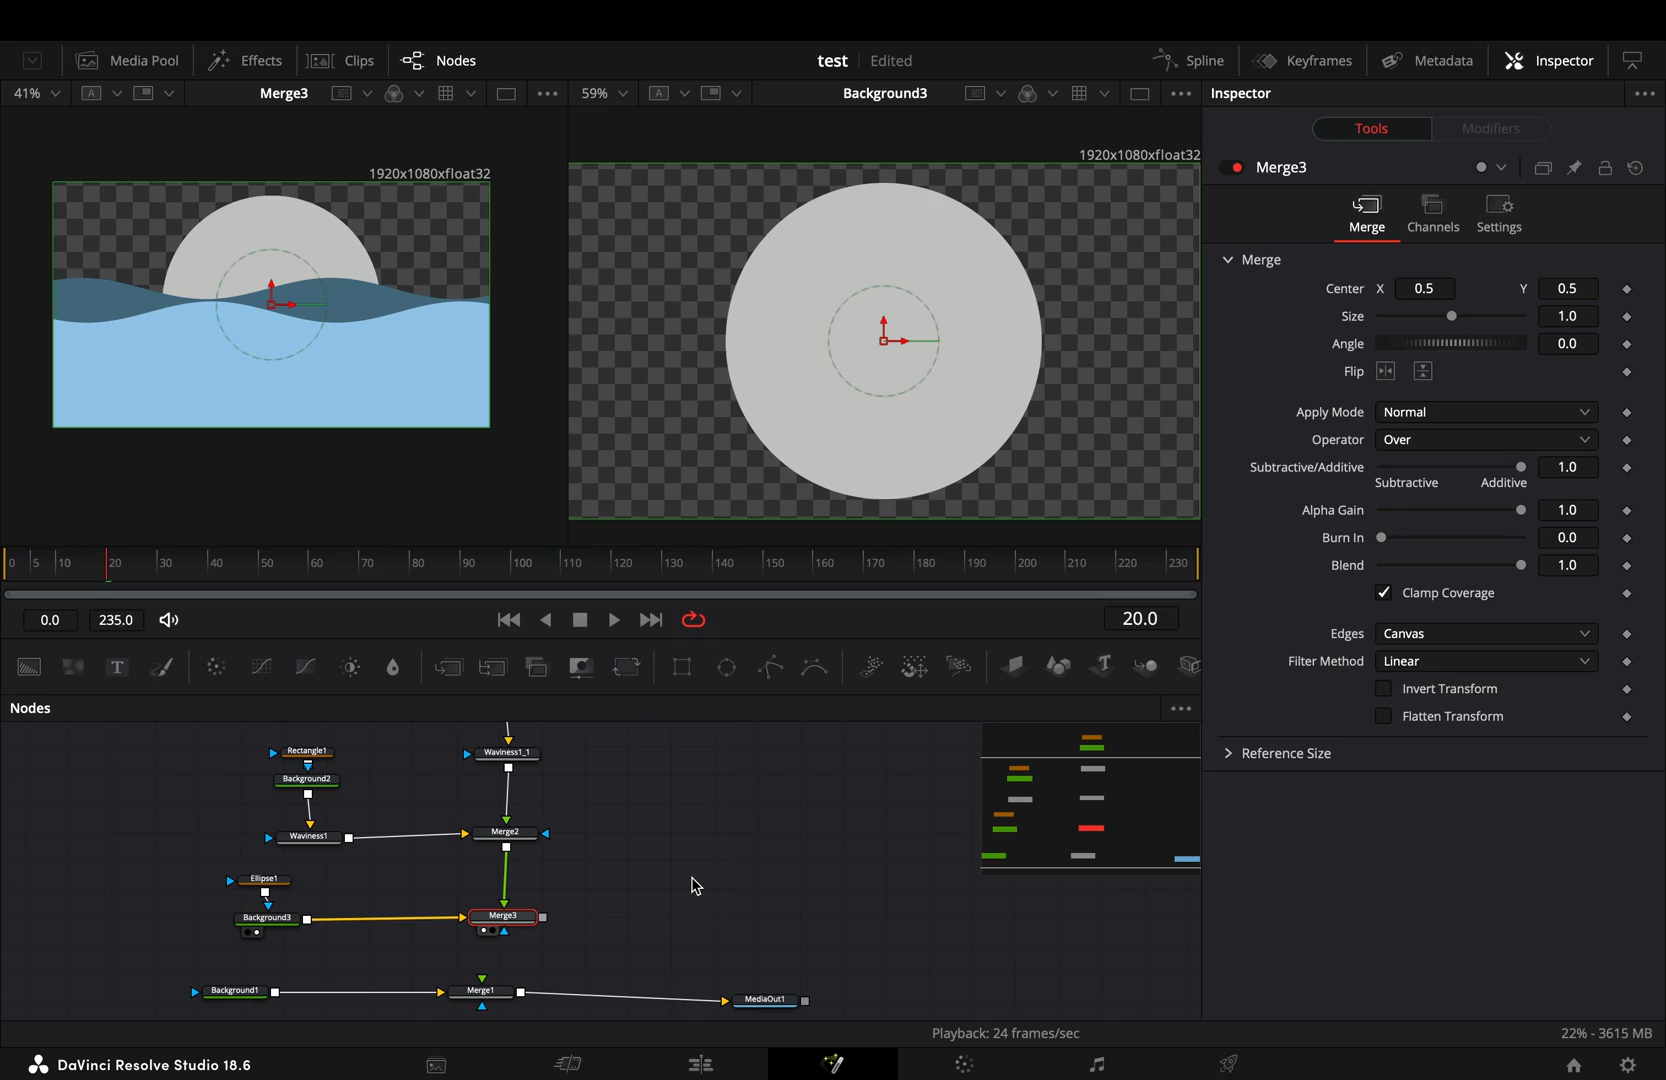 Media Pool Effects Clips Nodes test Edited Spline Keyframes Metadata Inspector
41% A Merge3 59% A Background3 Inspector
Tools Modifiers
1920x1080xfloat32
1920x1080xfloat32
Merge3
Merge Channels Settings
Merge
Center X 0.5 Y 0.5
Size 1.0
Angle 0.0
Flip
Apply Mode Normal
Operator Over
Subtractive/Additive 1.0
Subtractive Additive
Alpha Gain 1.0
Burn In 0.0
Blend 1.0
Clamp Coverage
Edges Canvas
Filter Method Linear
Invert Transform
Flatten Transform
Reference Size
0 5 10 20 30 40 50 60 70 80 90 100 110 120 130 140 150 160 170 180 190 200 210 220 230
0.0 235.0 20.0
T T
Nodes
Rectangle1 Waviness1_1
Background2
Waviness1 Merge2
Ellipse1
Background3 Merge3
Background1 Merge1 MediaOut1
Playback: 24 frames/sec 22% - 3615 MB
DaVinci Resolve Studio 18.6